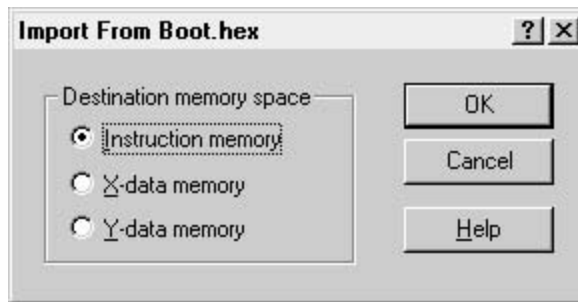 Import From Boot.hex
Destination memory space
Instruction memory
X-data memory
Y-data memory
OK
Cancel
Help